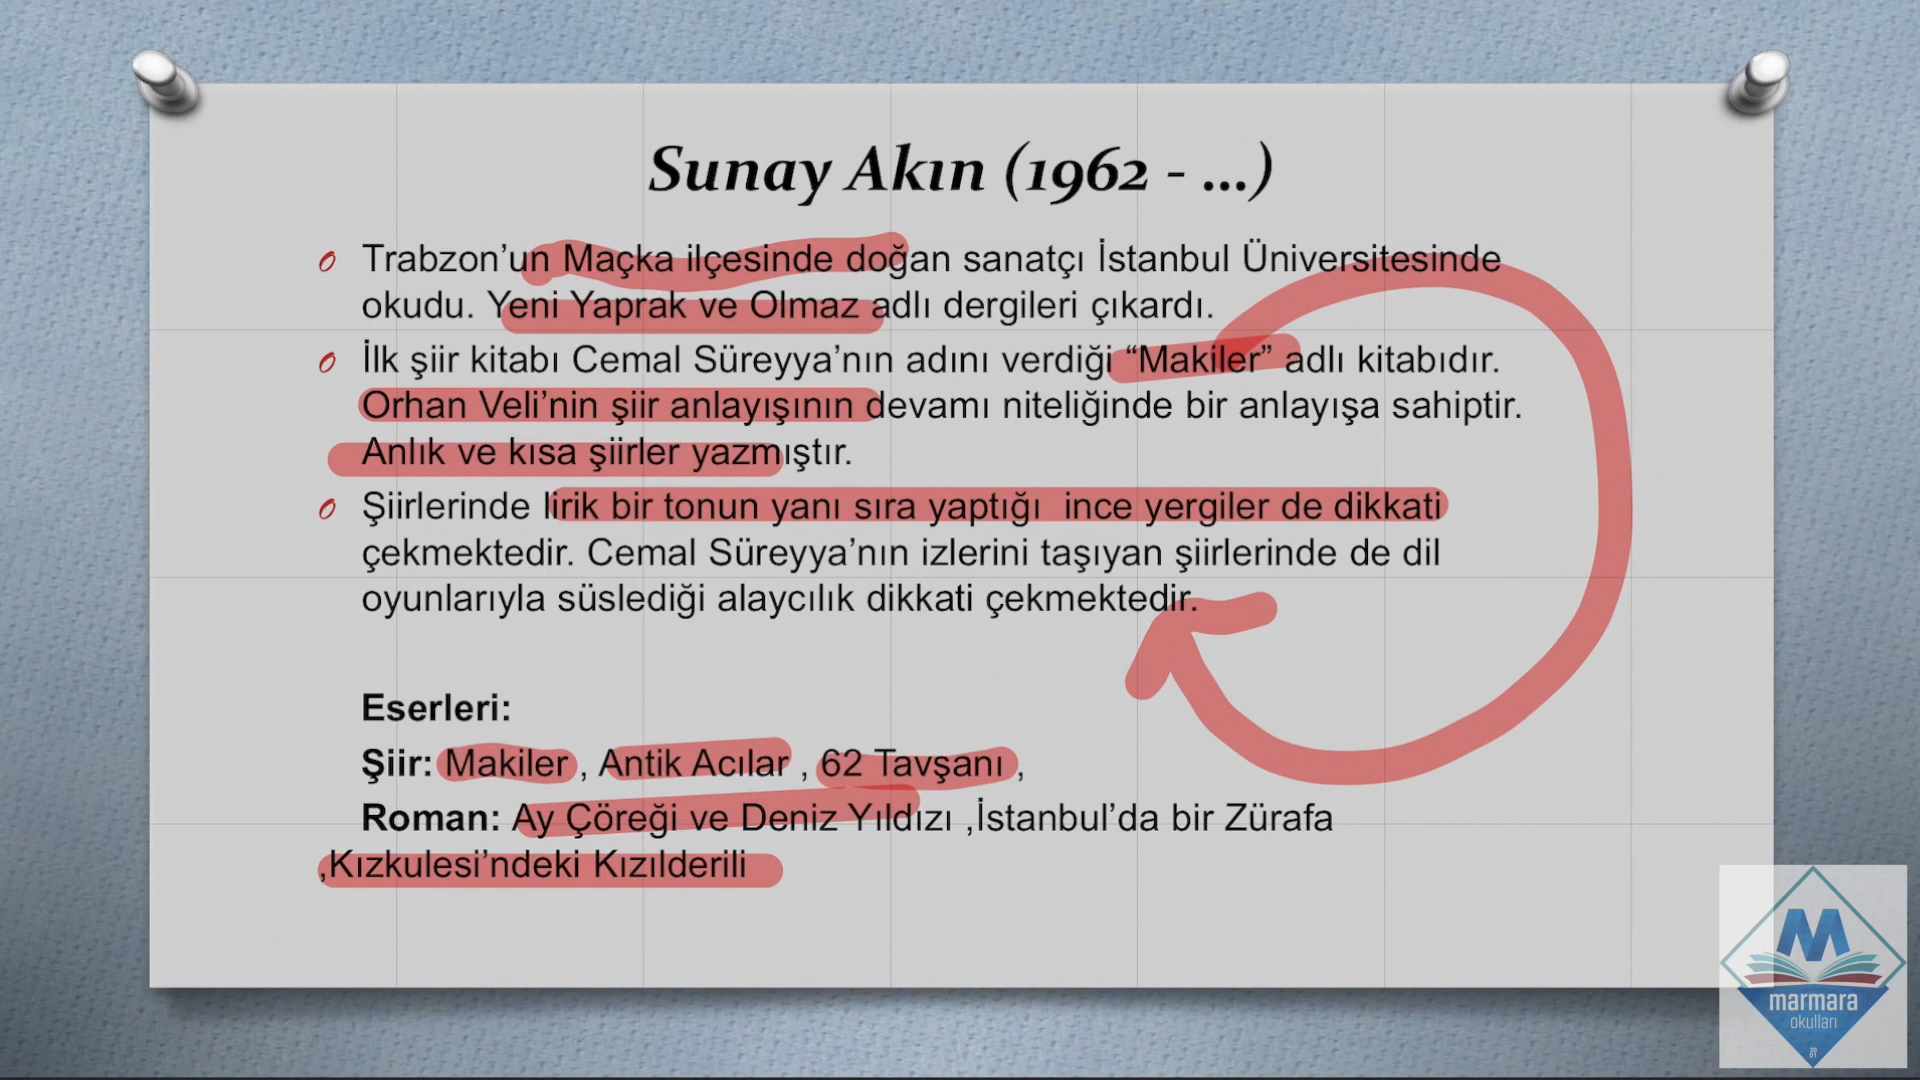 Sunay Akın (1962 - ...)
Trabzon’un Maçka ilçesinde doğan sanatçı İstanbul Üniversitesinde
okudu. Yeni Yaprak ve Olmaz adlı dergileri çıkardı.
İlk şiir kitabı Cemal Süreyya’nın adını verdiği “Makiler” adlı kitabıdır.
Orhan Veli’nin şiir anlayışının devamı niteliğinde bir anlayışa sahiptir.
Anlık ve kısa şiirler yazmıştır.
Şiirlerinde lirik bir tonun yanı sıra yaptığı  ince yergiler de dikkati
çekmektedir. Cemal Süreyya’nın izlerini taşıyan şiirlerinde de dil
oyunlarıyla süslediği alaycılık dikkati çekmektedir.
Eserleri:
Şiir: Makiler , Antik Acılar , 62 Tavşanı ,
Roman: Ay Çöreği ve Deniz Yıldızı ,İstanbul’da bir Zürafa
,Kızkulesi’ndeki Kızılderili
M
marmara
okulları
20
01